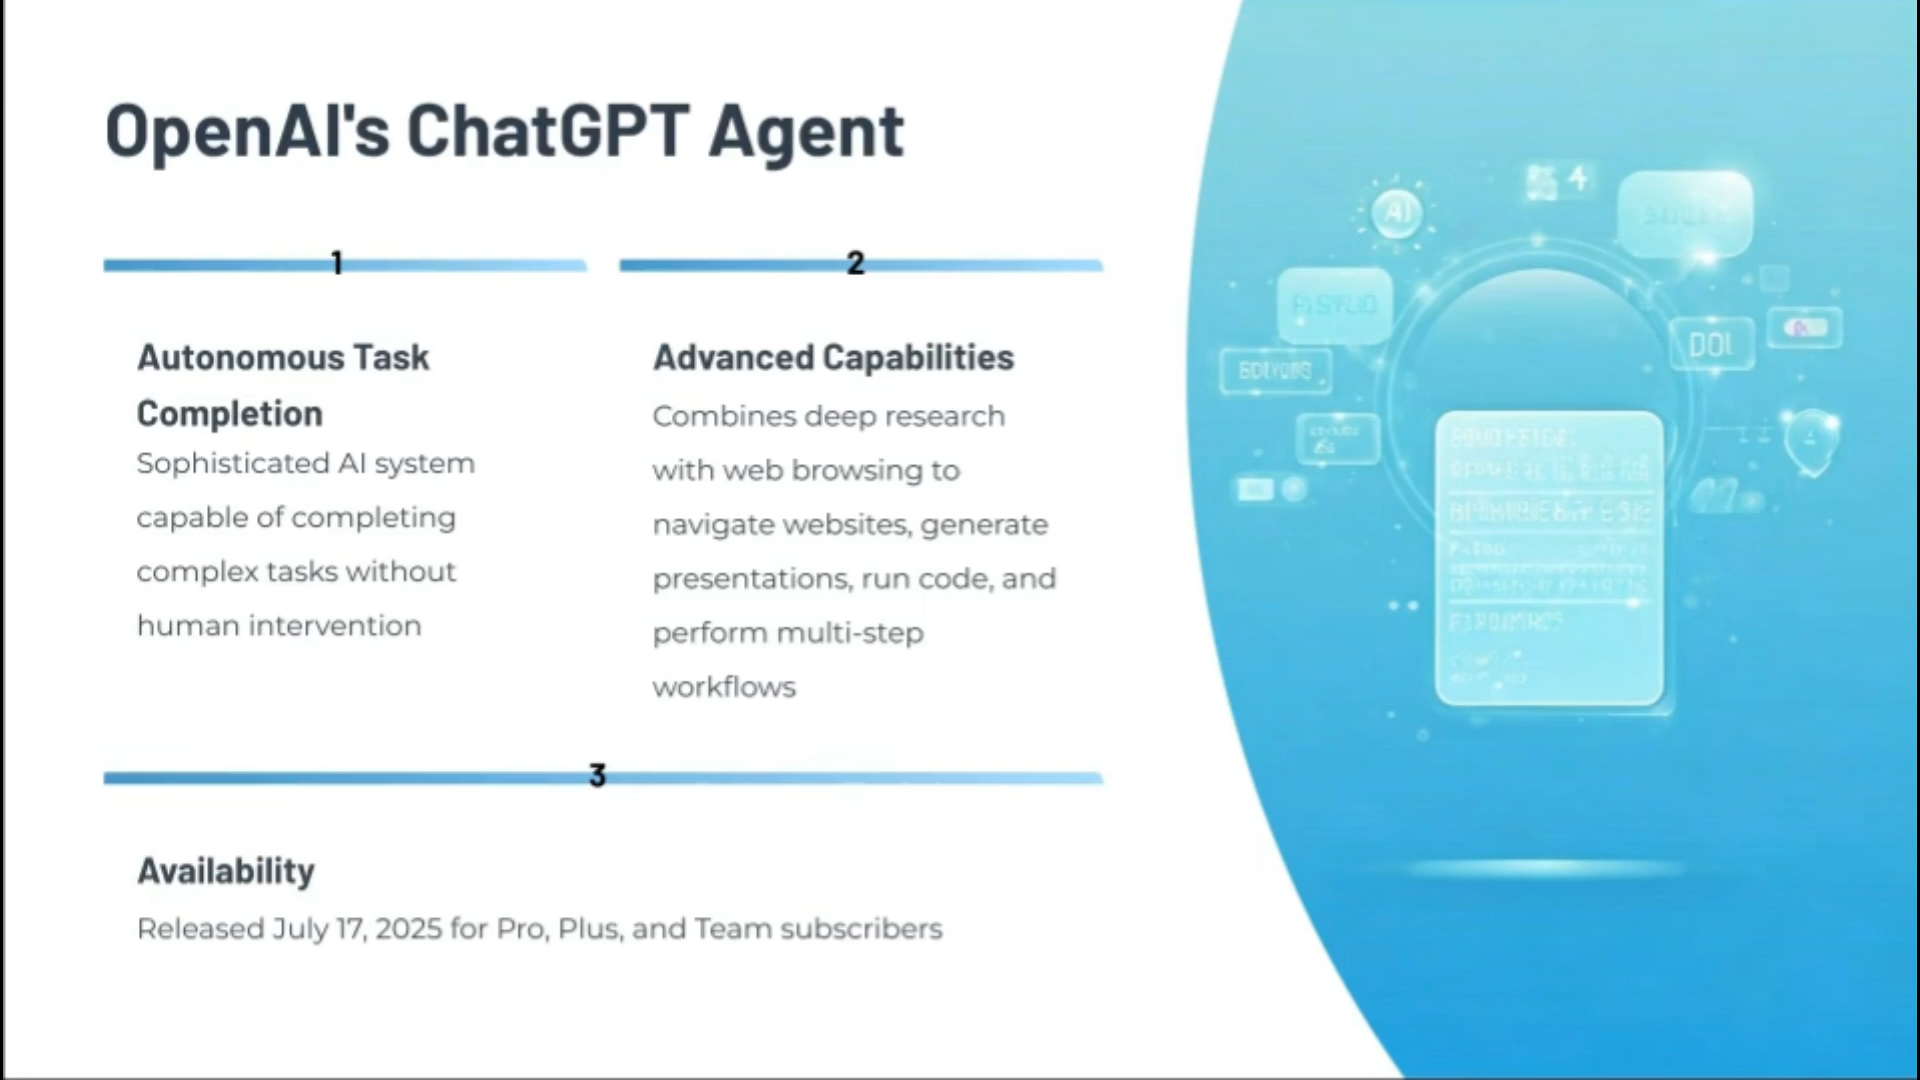 OpenAI's ChatGPT Agent
1
Autonomous Task
Completion
Sophisticated AI system
capable of completing
complex tasks without
human intervention
2
Advanced Capabilities
Combines deep research
with web browsing to
navigate websites, generate
presentations, run code, and
perform multi-step
workflows
3
Availability
Released July 17, 2025 for Pro, Plus, and Team subscribers
AI
4
DOI